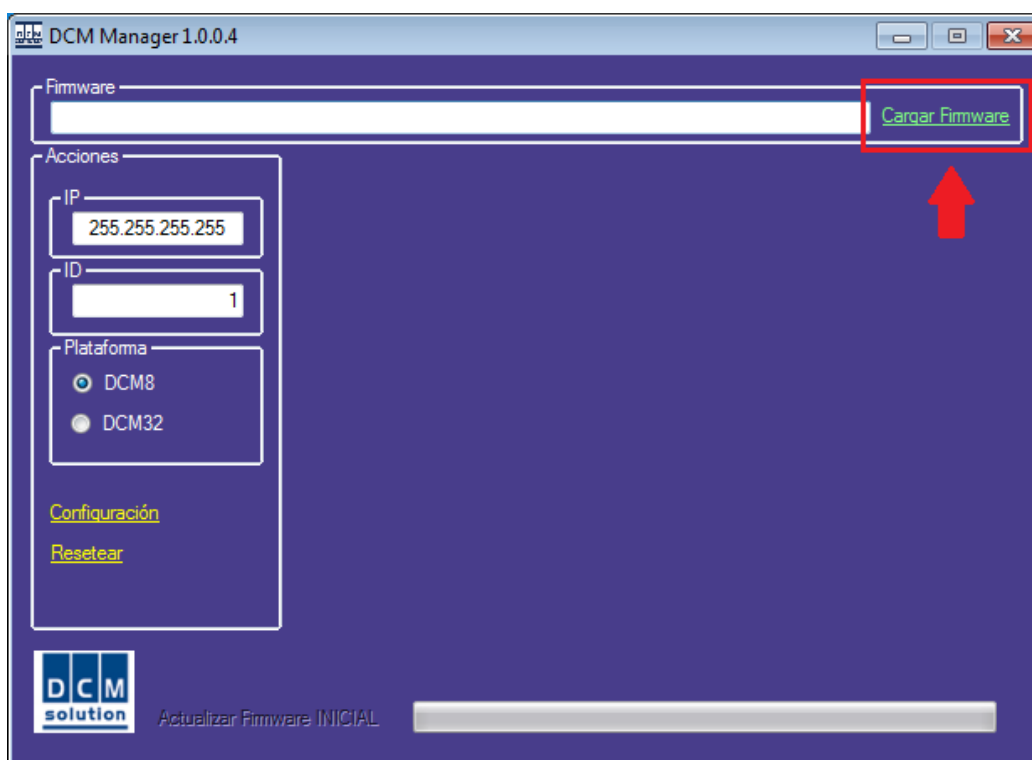 DCM Manager 1.0.0.4
Firmware
Cargar Firmware
Acciones
IP
255.255.255.255
ID
1
Plataforma
DCM8
DCM32
Configuración
Resetear
DCM
solution
Actualizar Firmware INICIAL